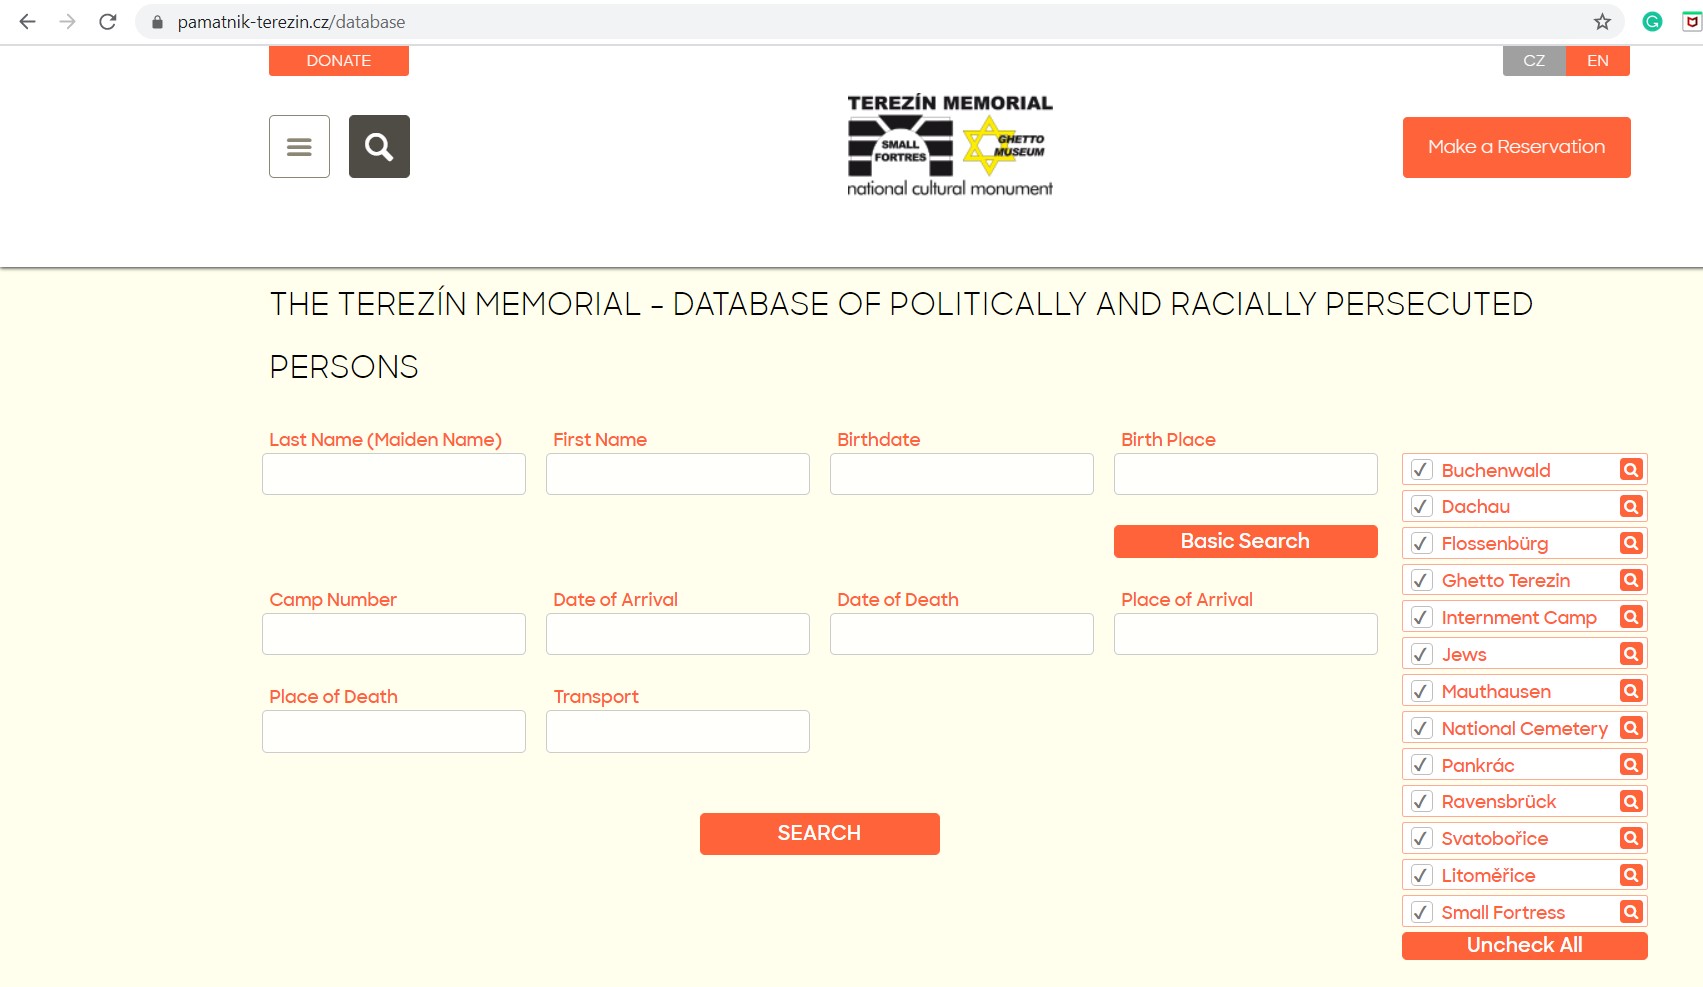 pamatnik-terezin.cz/database
DONATE
CZ EN
TEREZÍN MEMORIAL
SMALL FORTRES
GHETTO MUSEUM
national cultural monument
Make a Reservation
THE TEREZÍN MEMORIAL - DATABASE OF POLITICALLY AND RACIALLY PERSECUTED
PERSONS
Last Name (Maiden Name) First Name Birthdate Birth Place
Basic Search
Camp Number Date of Arrival Date of Death Place of Arrival
Place of Death Transport
SEARCH
Buchenwald
Dachau
Flossenbürg
Ghetto Terezin
Internment Camp
Jews
Mauthausen
National Cemetery
Pankrác
Ravensbrück
Svatobořice
Litoměřice
Small Fortress
Uncheck All